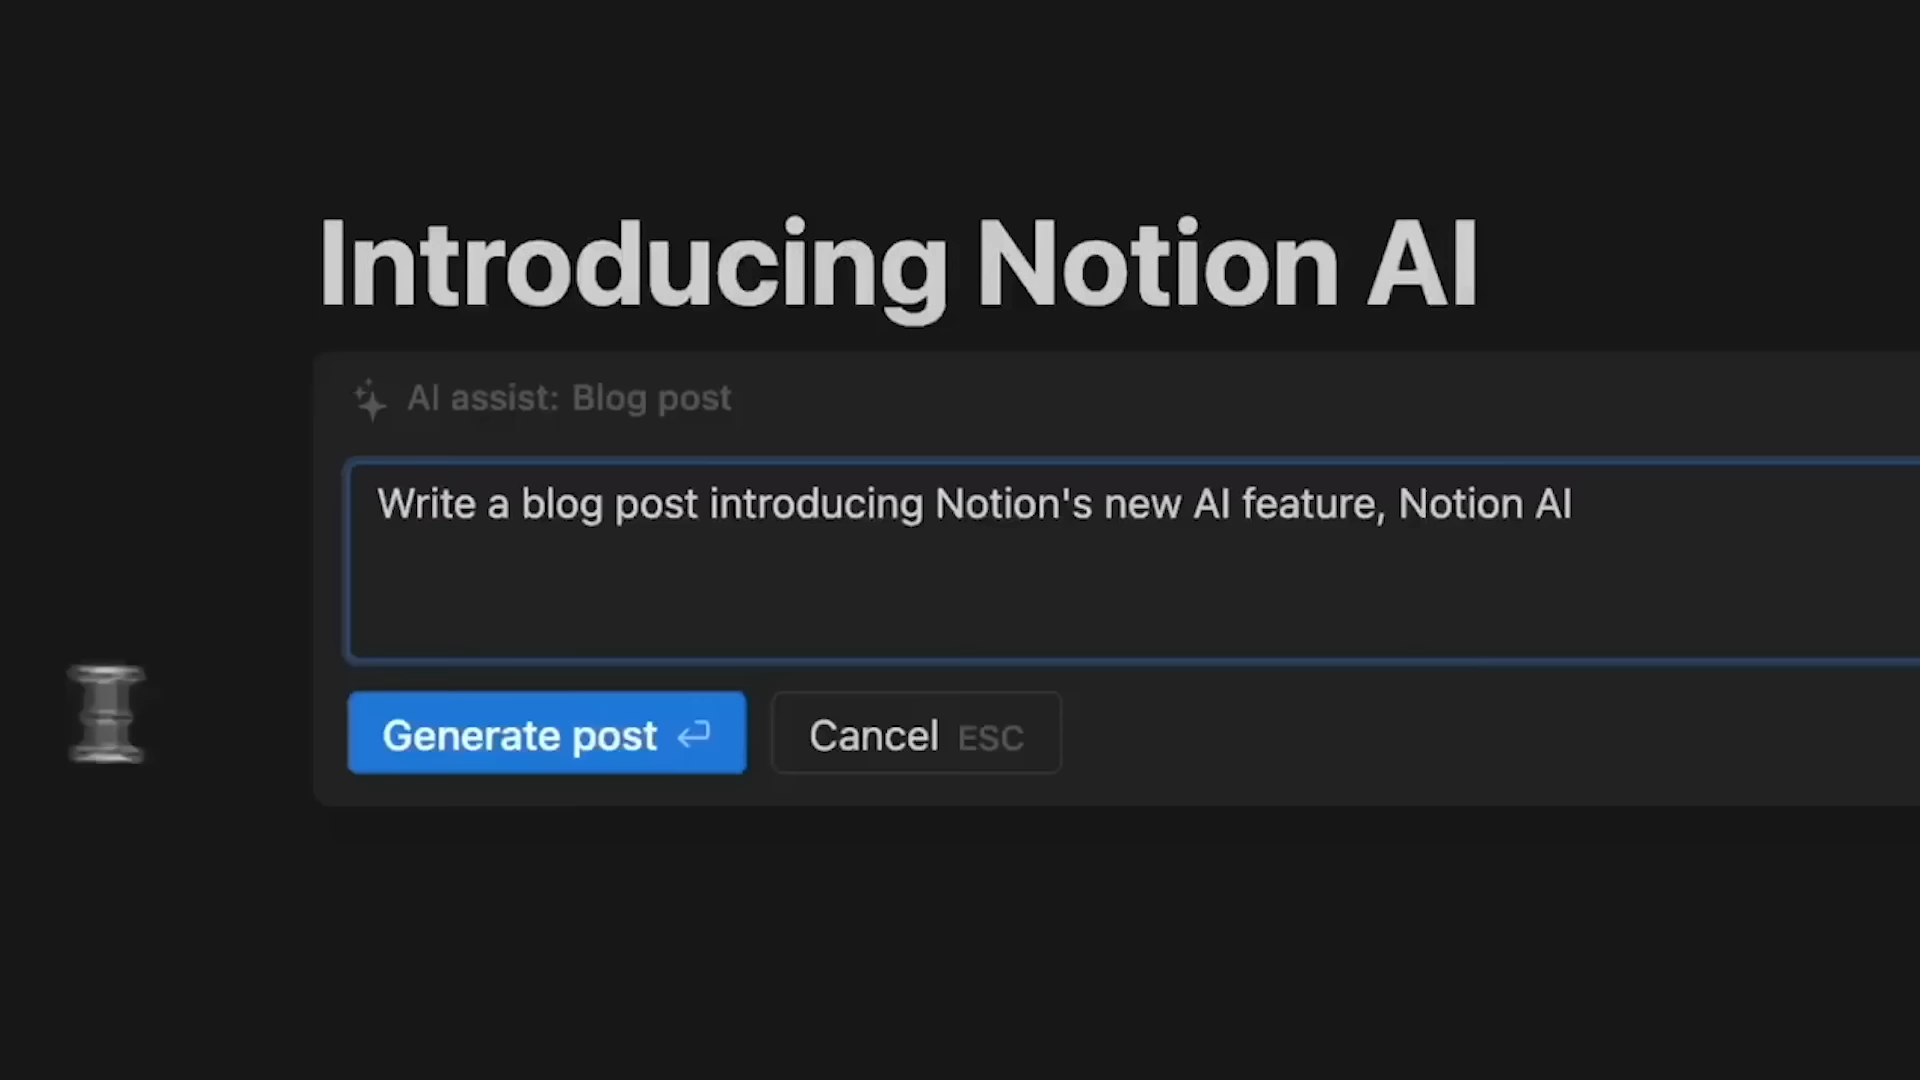 Introducing Notion AI
AI assist: Blog post
Write a blog post introducing Notion's new AI feature, Notion AI
Generate post
Cancel ESC